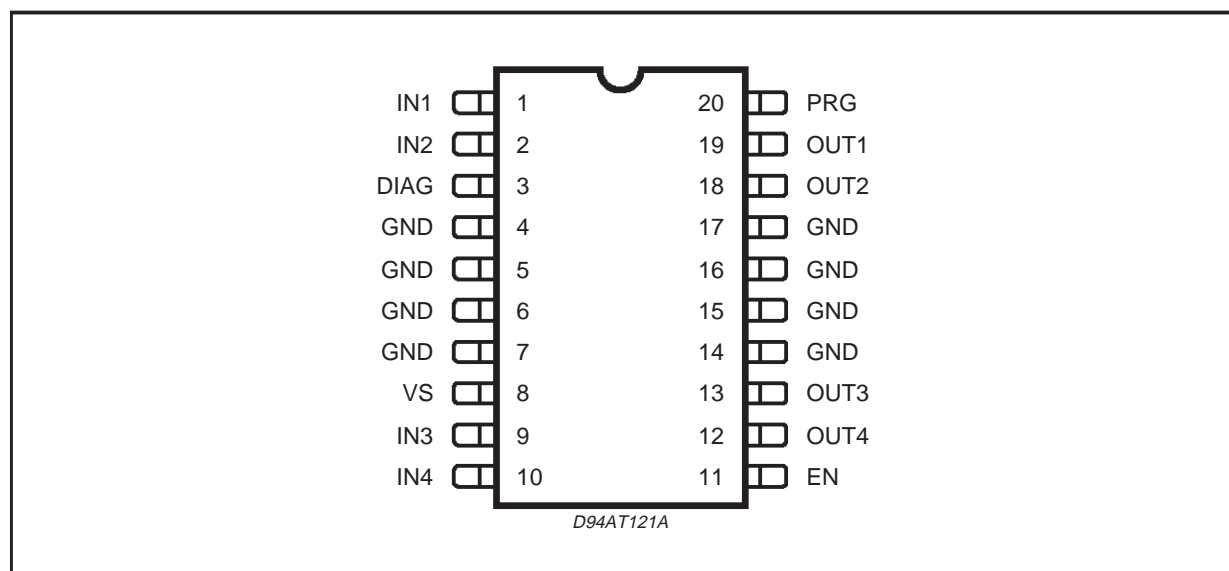 IN1 1 20 PRG
IN2 2 19 OUT1
DIAG 3 18 OUT2
GND 4 17 GND
GND 5 16 GND
GND 6 15 GND
GND 7 14 GND
VS 8 13 OUT3
IN3 9 12 OUT4
IN4 10 11 EN
D94AT121A